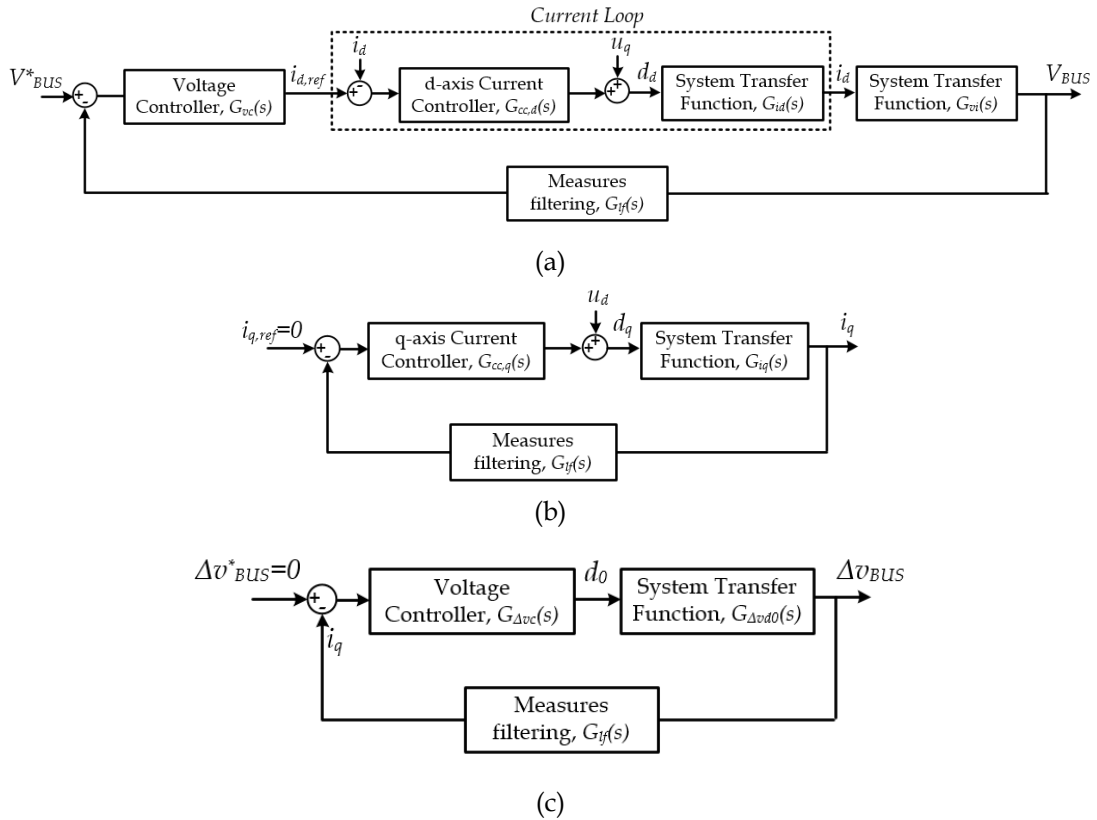 Current Loop
V*BUS
+
-
Voltage
Controller, Gvc(s)
id,ref
id
+
-
d-axis Current
Controller, Gcc,d(s)
uq
+
+
dd
System Transfer
Function, Gid(s)
id
System Transfer
Function, Gvi(s)
VBUS
Measures
filtering, Glf(s)
(a)
iq,ref=0
+
-
q-axis Current
Controller, Gcc,q(s)
ud
+
+
dq
System Transfer
Function, Giq(s)
iq
Measures
filtering, Glf(s)
(b)
Δv*BUS=0
+
-
iq
Voltage
Controller, GΔvc(s)
d0
System Transfer
Function, GΔvd0(s)
ΔvBUS
Measures
filtering, Glf(s)
(c)